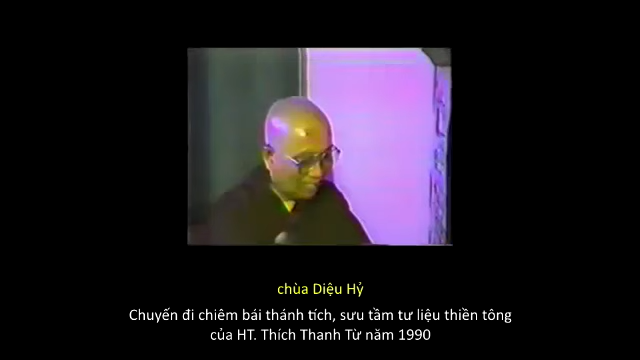 chùa Diệu Hỷ
Chuyến đi chiêm bái thánh tích, sưu tầm tư liệu thiền tông
của HT. Thích Thanh Từ năm 1990